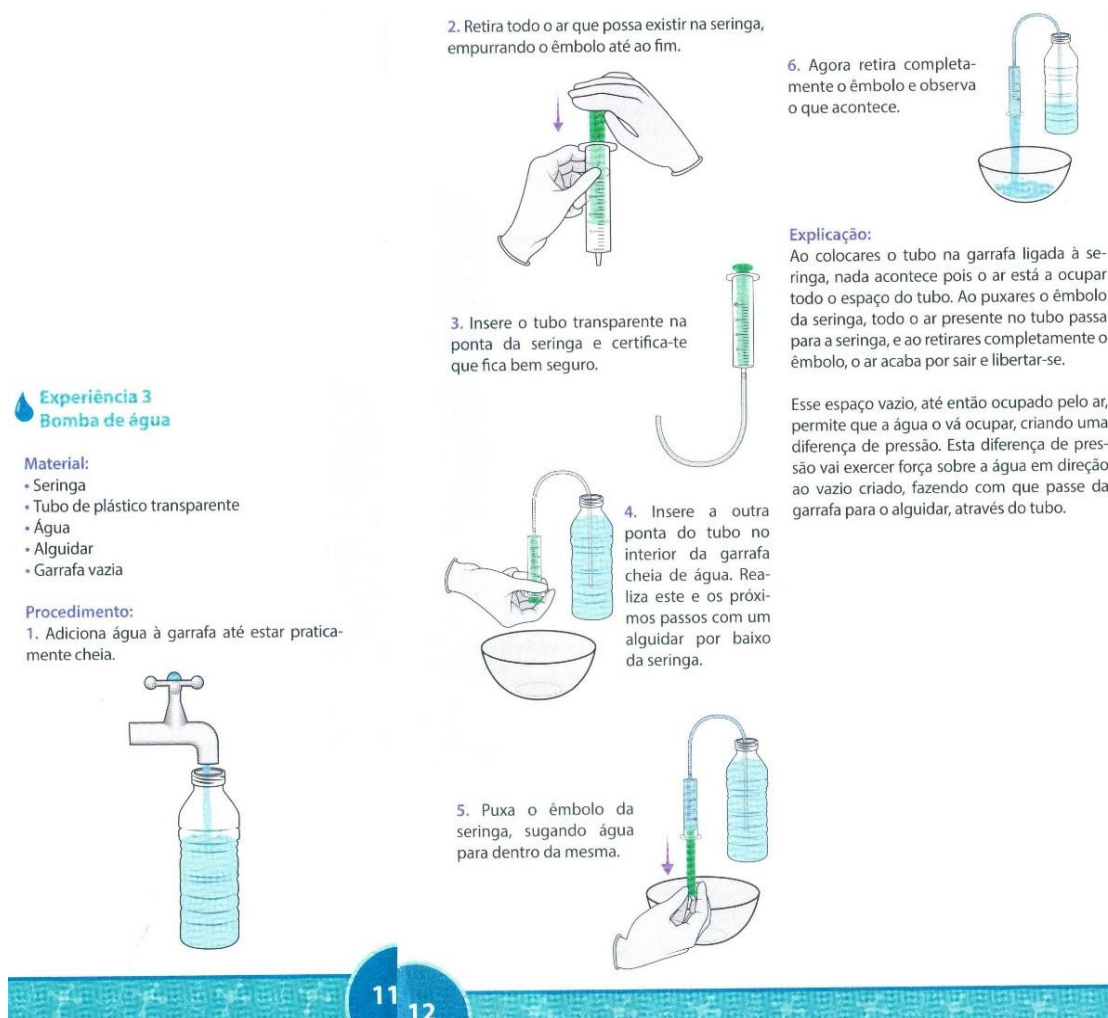 Experiência 3
Bomba de água
Material:
• Seringa
• Tubo de plástico transparente
• Água
• Alguidar
• Garrafa vazia
Procedimento:
1. Adiciona água à garrafa até estar pratica-
mente cheia.
11
2. Retira todo o ar que possa existir na seringa,
empurrando o êmbolo até ao fim.
3. Insere o tubo transparente na
ponta da seringa e certifica-te
que fica bem seguro.
4. Insere a outra
ponta do tubo no
interior da garrafa
cheia de água. Rea-
liza este e os próxi-
mos passos com um
alguidar por baixo
da seringa.
5. Puxa o êmbolo da
seringa, sugando água
para dentro da mesma.
12
6. Agora retira completa-
mente o êmbolo e observa
o que acontece.
Explicação:
Ao colocares o tubo na garrafa ligada à se-
ringa, nada acontece pois o ar está a ocupar
todo o espaço do tubo. Ao puxares o êmbolo
da seringa, todo o ar presente no tubo passa
para a seringa, e ao retirares completamente o
êmbolo, o ar acaba por sair e libertar-se.
Esse espaço vazio, até então ocupado pelo ar,
permite que a água o vá ocupar, criando uma
diferença de pressão. Esta diferença de pres-
são vai exercer força sobre a água em direção
ao vazio criado, fazendo com que passe da
garrafa para o alguidar, através do tubo.